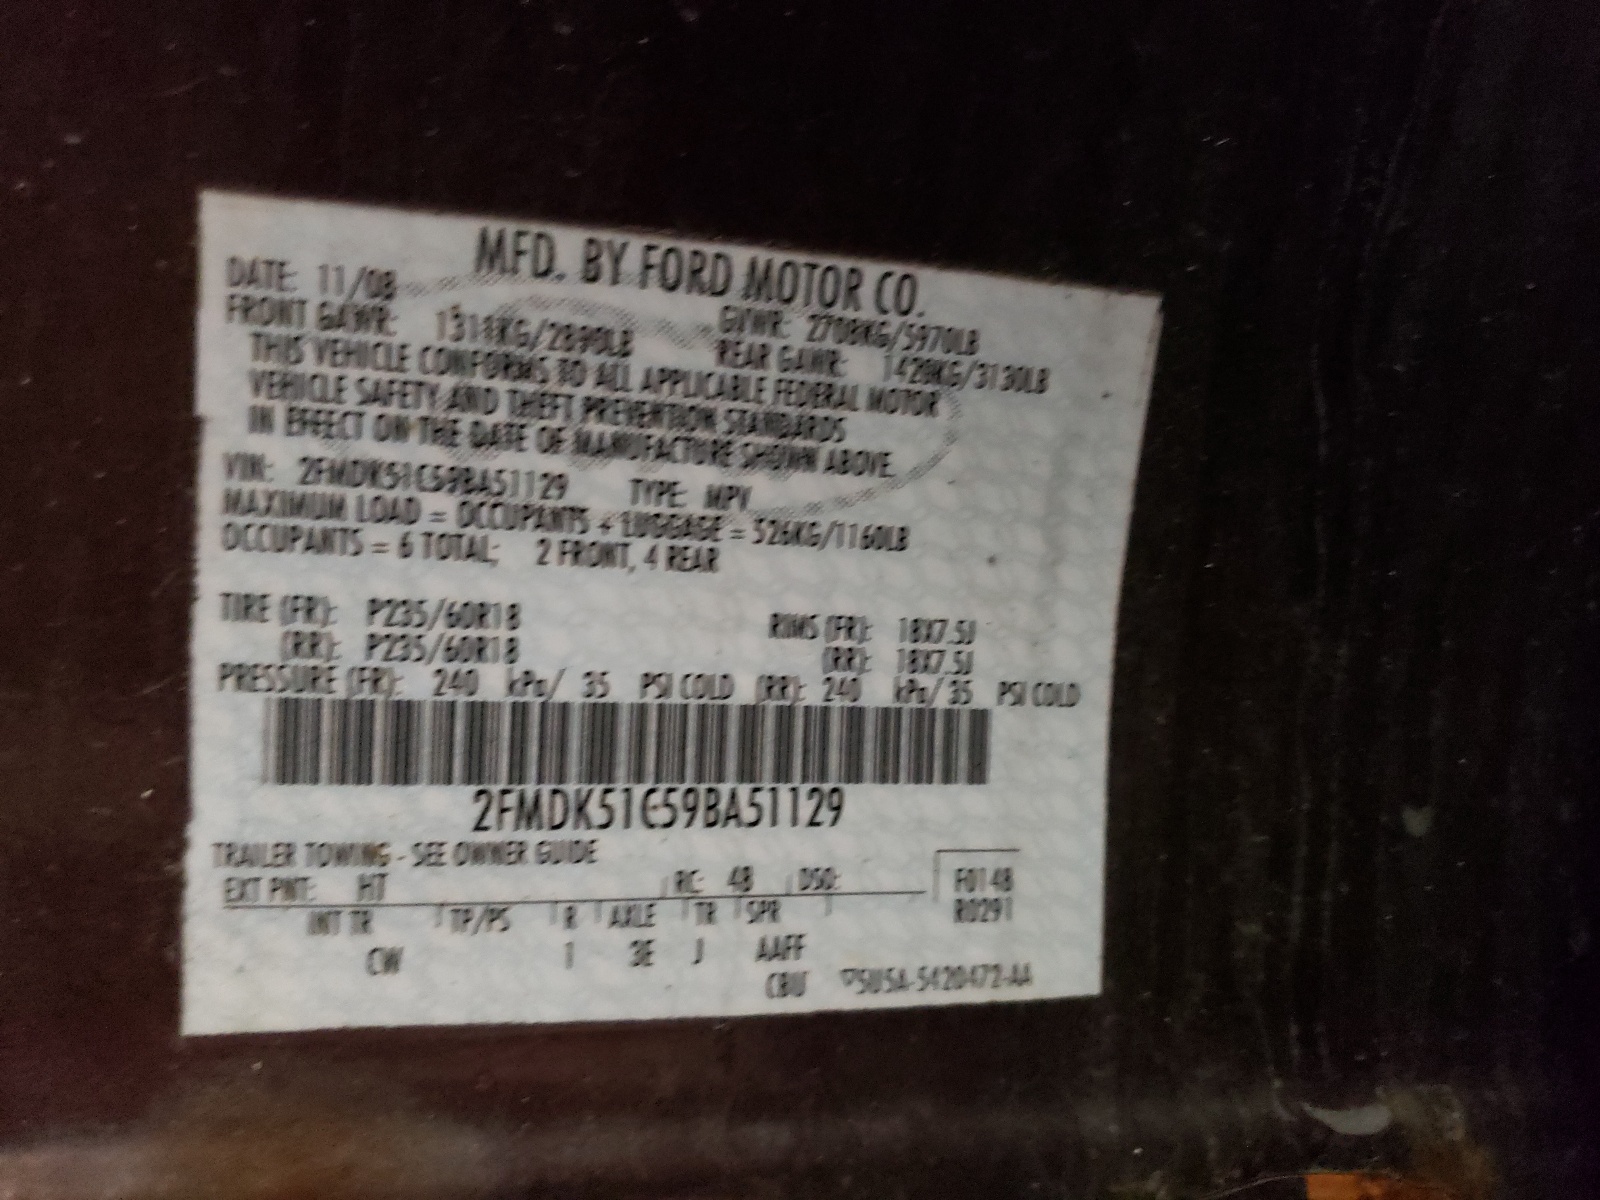 MFD. BY FORD MOTOR CO.
DATE: 11/08 GVWR: 2708KG/5970LB
FRONT GAWR: 1311KG/2890LB REAR GAWR: 1420KG/3130LB
THIS VEHICLE CONFORMS TO ALL APPLICABLE FEDERAL MOTOR
VEHICLE SAFETY AND THEFT PREVENTION STANDARDS
IN EFFECT ON THE DATE OF MANUFACTURE SHOWN ABOVE.
VIN: 2FMDK51C59BA51129 TYPE: MPV
MAXIMUM LOAD = OCCUPANTS + LUGGAGE = 526KG/1160LB
OCCUPANTS = 6 TOTAL; 2 FRONT, 4 REAR
TIRE (FR): P235/60R18 RIMS (FR): 18X7.5J
(RR): P235/60R18 (RR): 18X7.5J
PRESSURE (FR): 240 kPa/ 35 PSI COLD (RR): 240 kPa/ 35 PSI COLD
2FMDK51C59BA51129
TRAILER TOWING - SEE OWNER GUIDE
EXT PNT: HT RC: 48 DSO: F0148
INT TR TP/PS R AXLE TR SPR R0291
CW 1 3E J AAFF
CBU ▽5U5A-5420472-AA